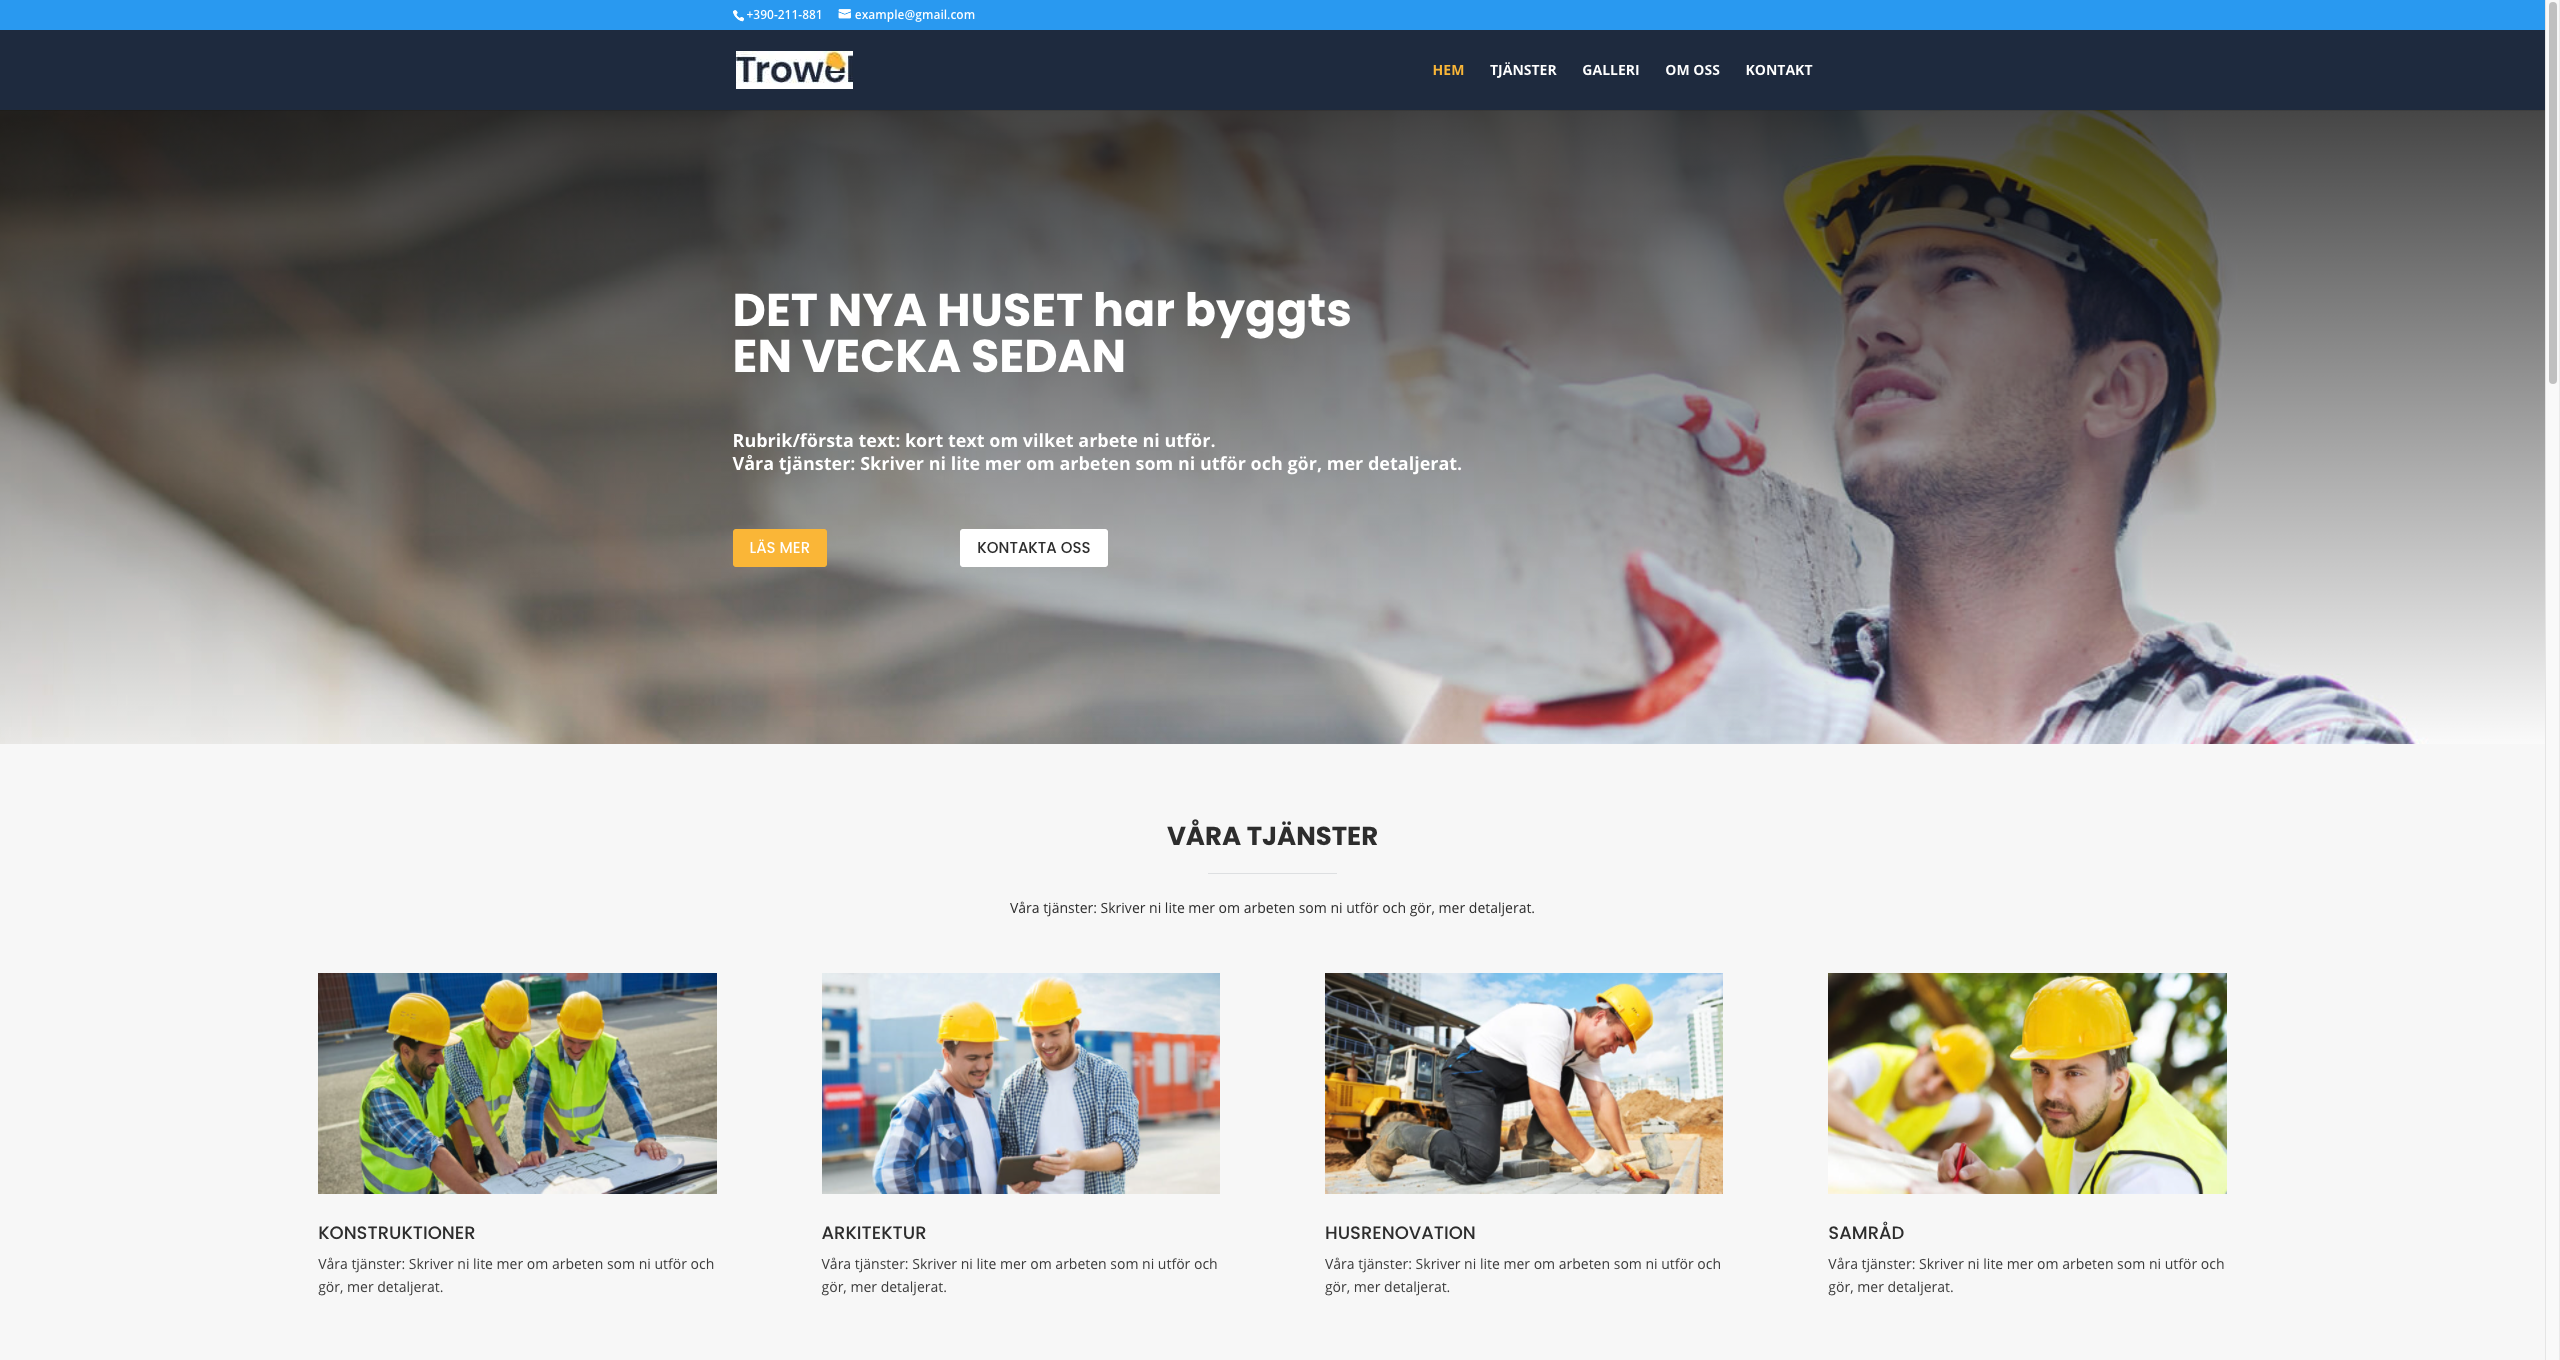 +390-211-881 example@gmail.com
Trowel
HEM TJÄNSTER GALLERI OM OSS KONTAKT
DET NYA HUSET har byggts
EN VECKA SEDAN
Rubrik/första text: kort text om vilket arbete ni utför.
Våra tjänster: Skriver ni lite mer om arbeten som ni utför och gör, mer detaljerat.
LÄS MER
KONTAKTA OSS
VÅRA TJÄNSTER
Våra tjänster: Skriver ni lite mer om arbeten som ni utför och gör, mer detaljerat.
KONSTRUKTIONER
Våra tjänster: Skriver ni lite mer om arbeten som ni utför och
gör, mer detaljerat.
ARKITEKTUR
Våra tjänster: Skriver ni lite mer om arbeten som ni utför och
gör, mer detaljerat.
HUSRENOVATION
Våra tjänster: Skriver ni lite mer om arbeten som ni utför och
gör, mer detaljerat.
SAMRÅD
Våra tjänster: Skriver ni lite mer om arbeten som ni utför och
gör, mer detaljerat.